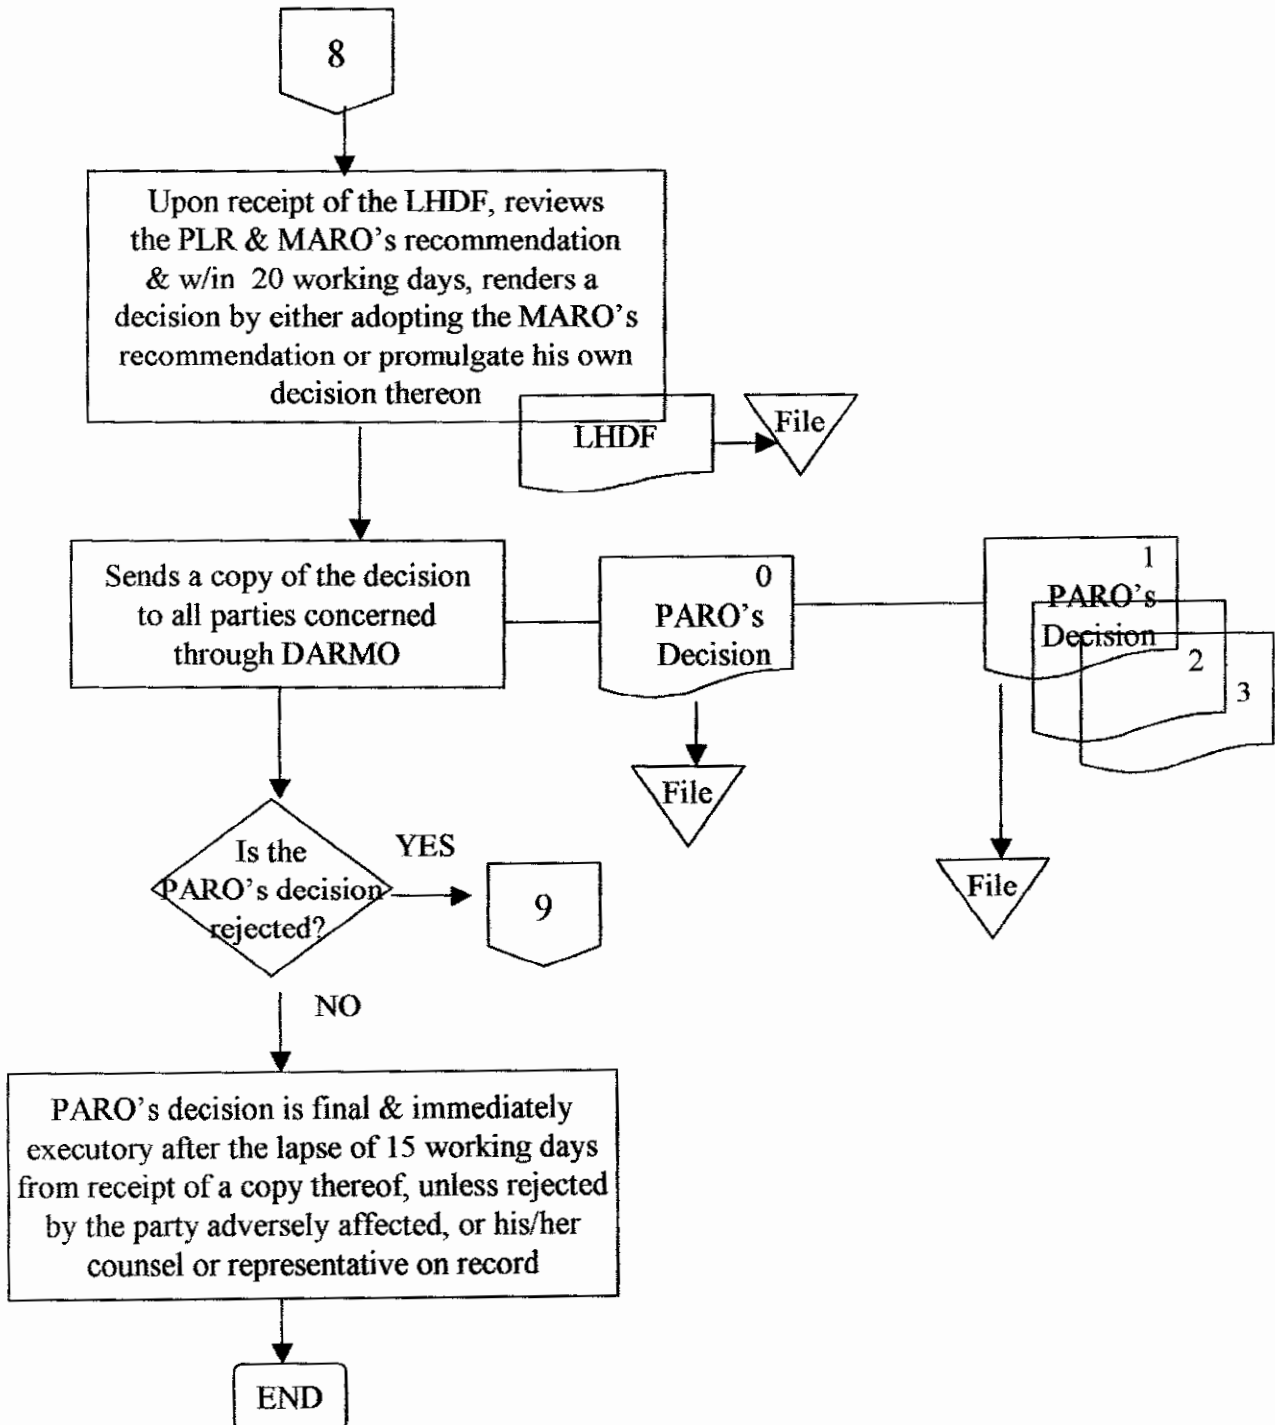 8
Upon receipt of the LHDF, reviews
the PLR & MARO's recommendation
& w/in 20 working days, renders a
decision by either adopting the MARO's
recommendation or promulgate his own
decision thereon
LHDF
File
Sends a copy of the decision
to all parties concerned
through DARMO
0
PARO's
Decision
File
1
PARO's
Decision
2
3
File
Is the
PARO's decision
rejected?
YES
9
NO
PARO's decision is final & immediately
executory after the lapse of 15 working days
from receipt of a copy thereof, unless rejected
by the party adversely affected, or his/her
counsel or representative on record
END